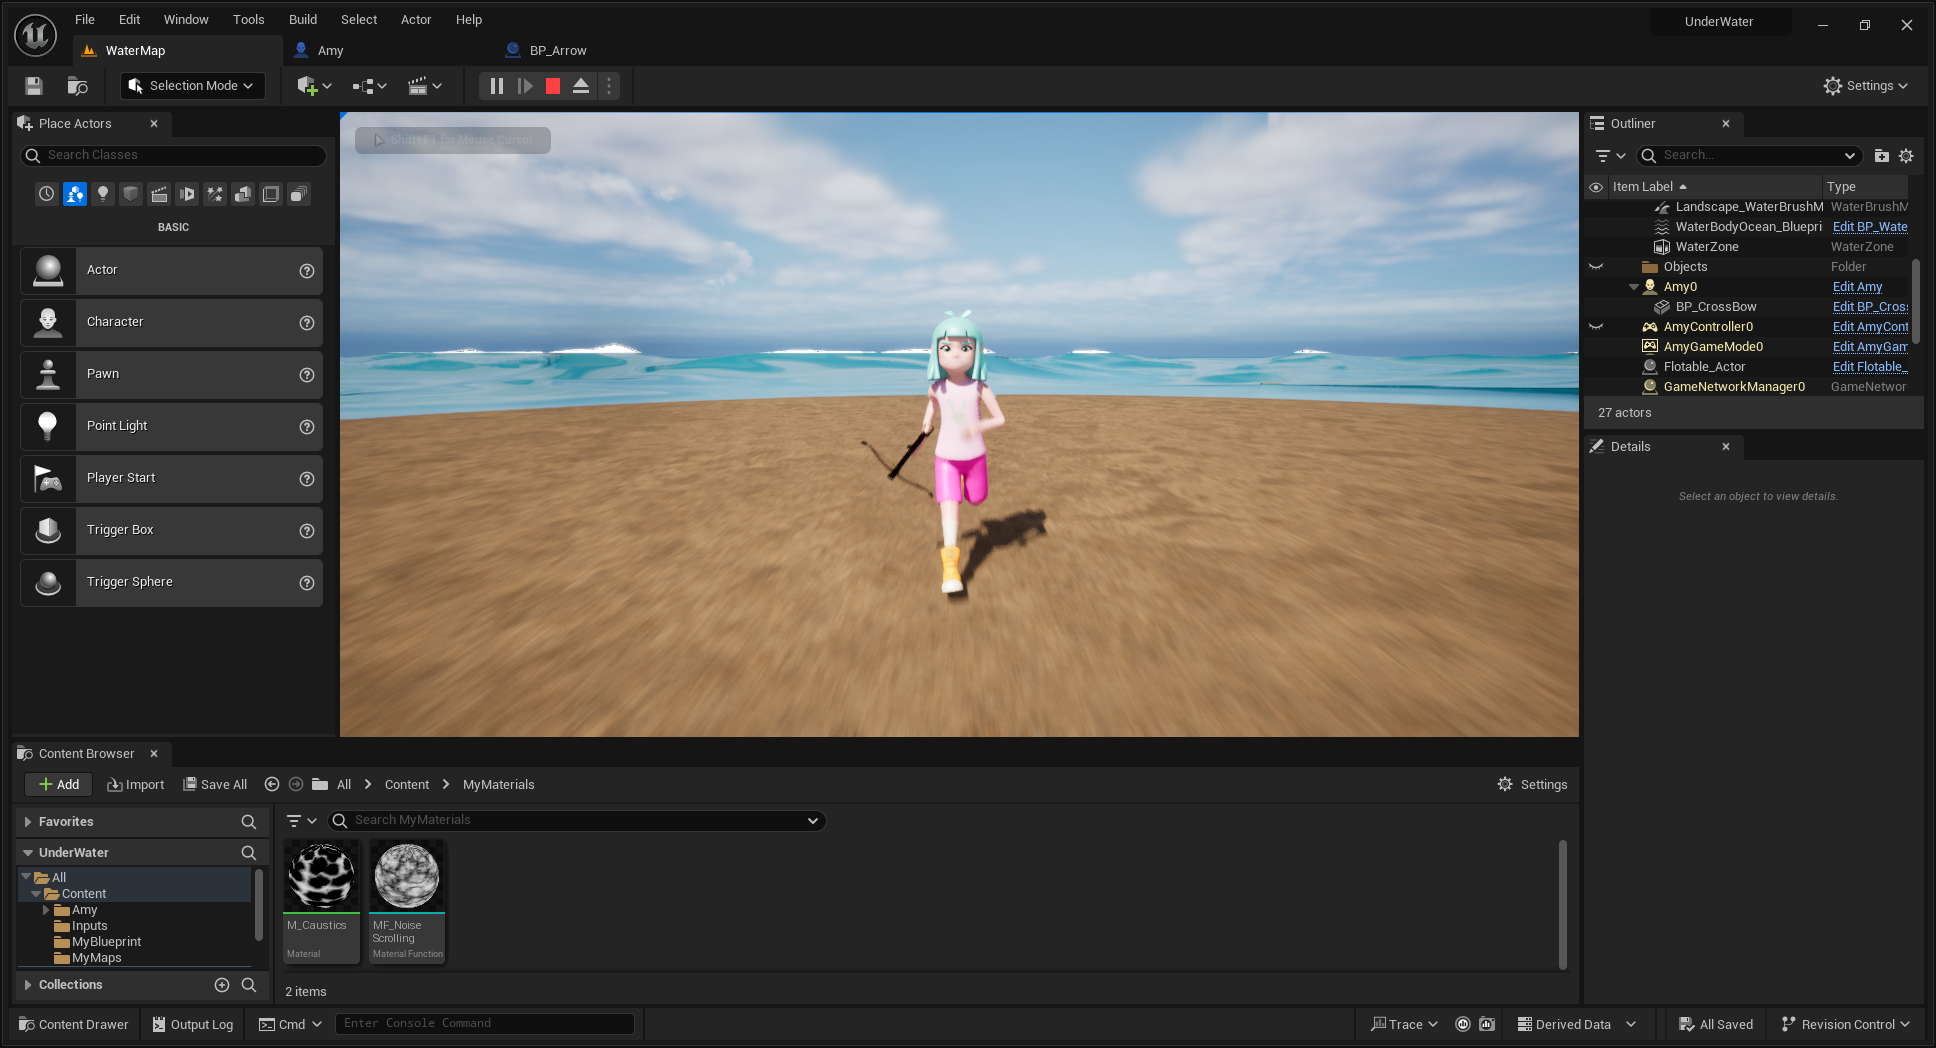 File Edit Window Tools Build Select Actor Help
UnderWater
WaterMap
Amy
BP_Arrow
Selection Mode
Settings
Place Actors
Search Classes
BASIC
Actor
Character
Pawn
Point Light
Player Start
Trigger Box
Trigger Sphere
Shift+F1 for Mouse Cursor
Outliner
Search...
Item Label Type
Landscape_WaterBrushM WaterBrushM
WaterBodyOcean_Bluepri Edit BP_Wate
WaterZone WaterZone
Objects Folder
Amy0 Edit Amy
BP_CrossBow Edit BP_Cros
AmyController0 Edit AmyCont
AmyGameMode0 Edit AmyGam
Flotable_Actor Edit Flotable_
GameNetworkManager0 GameNetwor
27 actors
Details
Select an object to view details.
Content Browser
Add Import Save All All Content MyMaterials Settings
Favorites
UnderWater
All
Content
Amy
Inputs
MyBlueprint
MyMaps
Collections
Search MyMaterials
M_Caustics
Material
MF_Noise
Scrolling
Material Function
2 items
Content Drawer Output Log Cmd Enter Console Command Trace Derived Data All Saved Revision Control